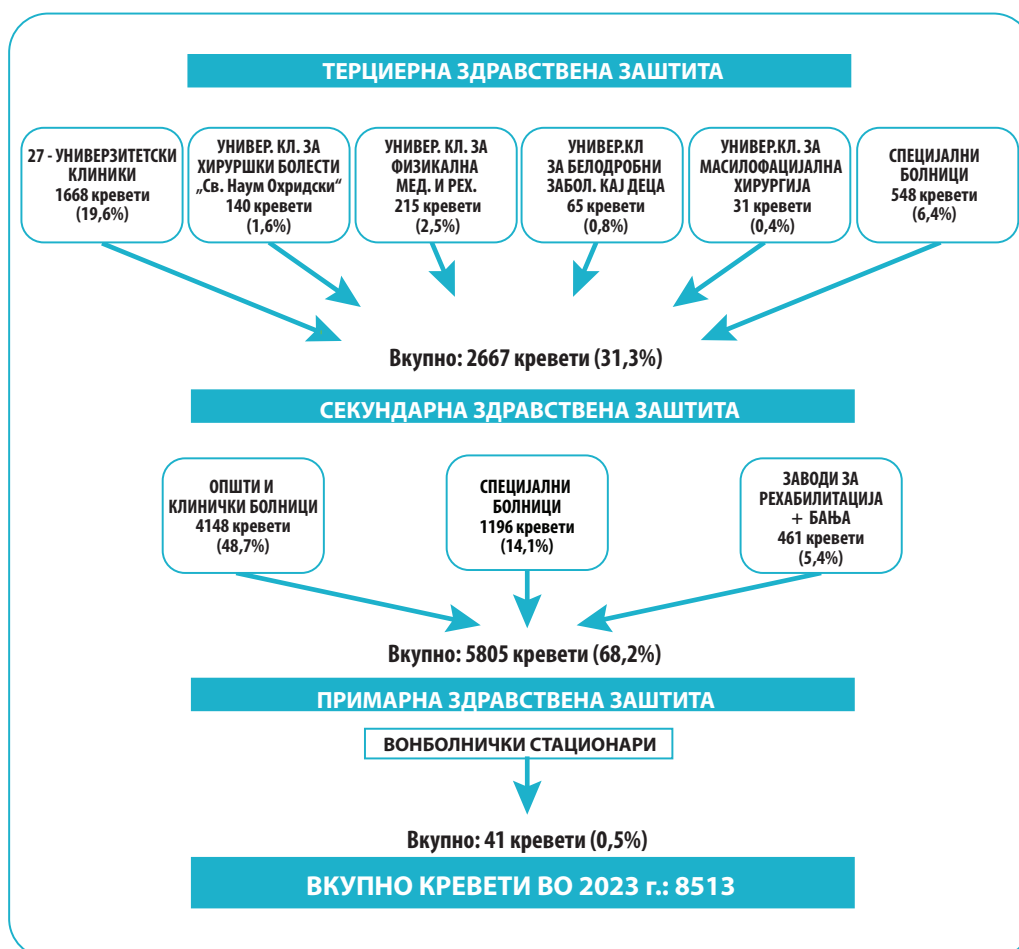 ТЕРЦИЕРНА ЗДРАВСТВЕНА ЗАШТИТА
27 - УНИВЕРЗИТЕТСКИ
КЛИНИКИ
1668 кревети
(19,6%)
УНИВЕР. КЛ. ЗА
ХИРУРШКИ БОЛЕСТИ
„Св. Наум Охридски“
140 кревети
(1,6%)
УНИВЕР. КЛ. ЗА
ФИЗИКАЛНА
МЕД. И РЕХ.
215 кревети
(2,5%)
УНИВЕР.КЛ
ЗА БЕЛОДРОБНИ
ЗАБОЛ. КАЈ ДЕЦА
65 кревети
(0,8%)
УНИВЕР.КЛ. ЗА
МАСИЛОФАЦИЈАЛНА
ХИРУРГИЈА
31 кревети
(0,4%)
СПЕЦИЈАЛНИ
БОЛНИЦИ
548 кревети
(6,4%)
Вкупно: 2667 кревети (31,3%)
СЕКУНДАРНА ЗДРАВСТВЕНА ЗАШТИТА
ОПШТИ И
КЛИНИЧКИ БОЛНИЦИ
4148 кревети
(48,7%)
СПЕЦИЈАЛНИ
БОЛНИЦИ
1196 кревети
(14,1%)
ЗАВОДИ ЗА
РЕХАБИЛИТАЦИЈА
+ БАЊА
461 кревети
(5,4%)
Вкупно: 5805 кревети (68,2%)
ПРИМАРНА ЗДРАВСТВЕНА ЗАШТИТА
ВОНБОЛНИЧКИ СТАЦИОНАРИ
Вкупно: 41 кревети (0,5%)
ВКУПНО КРЕВЕТИ ВО 2023 г.: 8513